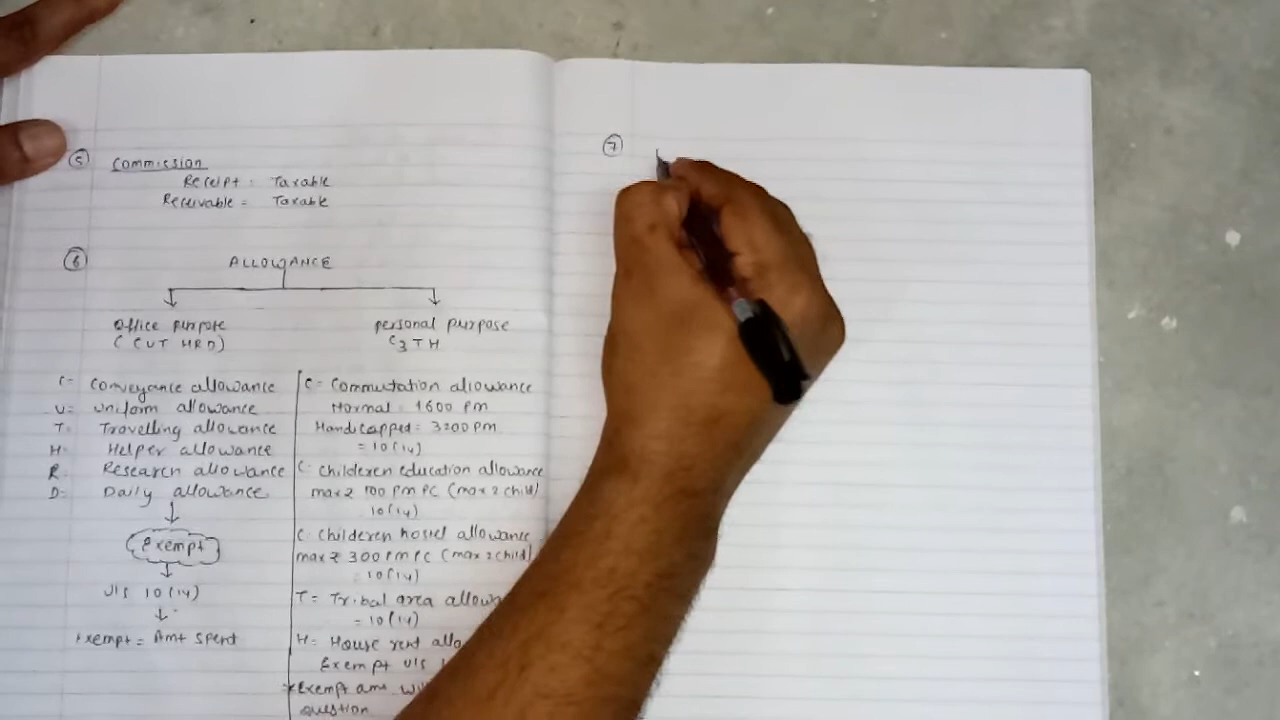 5 Commission
Receipt = Taxable
Receivable = Taxable
6 ALLOWANCE
Office purpose
( CUT HRD)
C = Conveyance allowance
U = Uniform allowance
T = Travelling allowance
H = Helper allowance
R = Research allowance
D = Daily allowance
Exempt
U/s 10(14)
Exempt = Amt spent
personal purpose
C3 TH
C = Commutation allowance
Normal = 1600 PM
Handicapped = 3200 PM
= 10(14)
C = Childeren education allowance
max ₹ 100 PM PC (max 2 child)
10(14)
C = Childeren hostel allowance
max ₹ 300 PM PC (max 2 child)
= 10(14)
T = Tribal area
= 10(14)
H = House rent
Exempt U/s
*Exempt
question
7